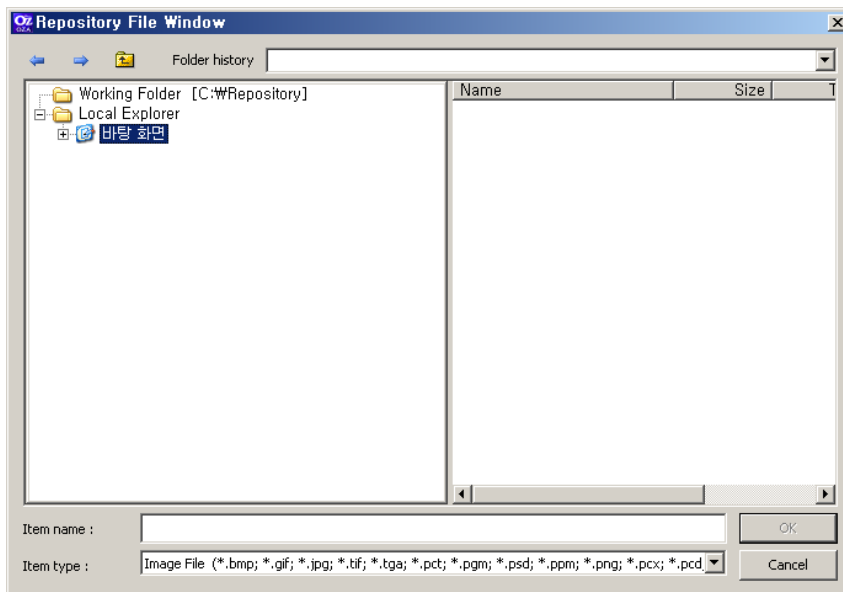 OZ
OZA
Repository File Window
Folder history
Working Folder [C:₩Repository]
Local Explorer
바탕 화면
Name Size T
Item name :
OK
Item type :
Image File (*.bmp; *.gif; *.jpg; *.tif; *.tga; *.pct; *.pgm; *.psd; *.ppm; *.png; *.pcx; *.pcd
Cancel